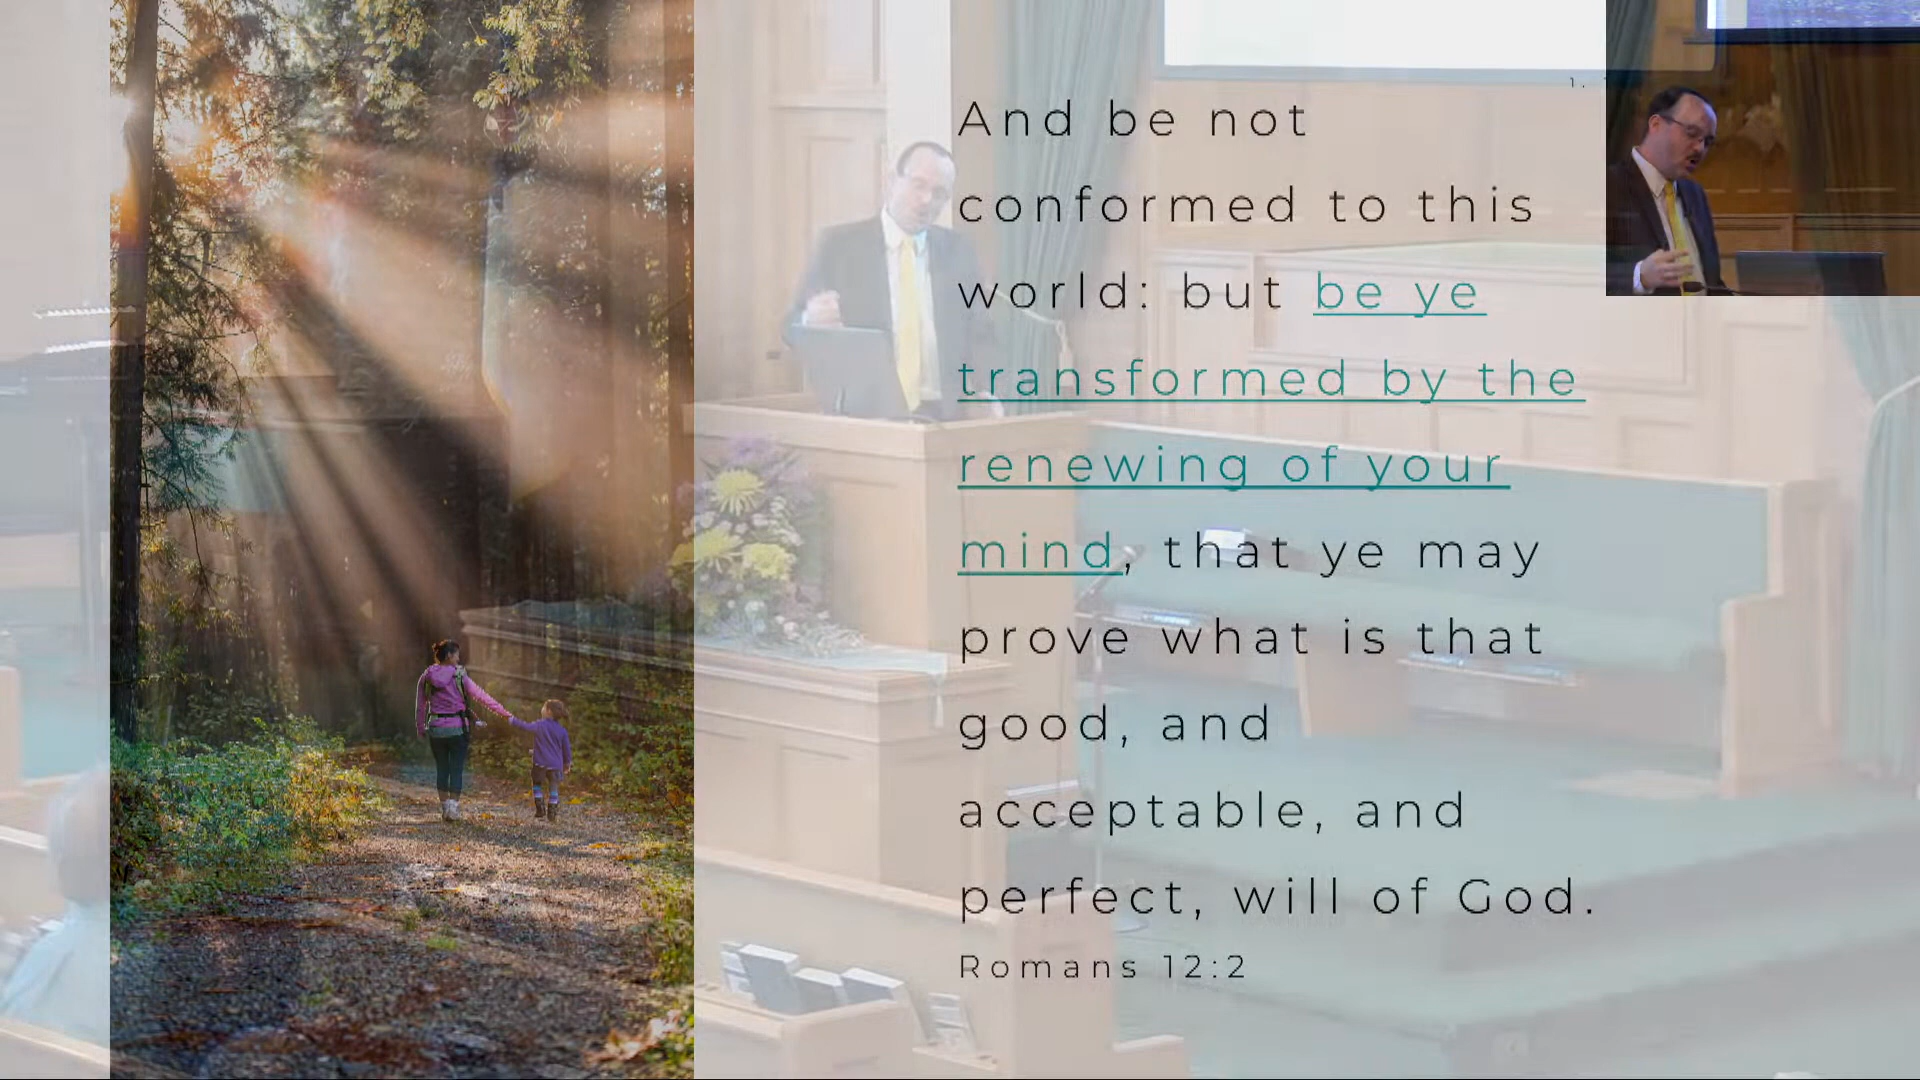 1.
And be not
conformed to this
world: but be ye
transformed by the
renewing of your
mind, that ye may
prove what is that
good, and
acceptable, and
perfect, will of God.
Romans 12:2